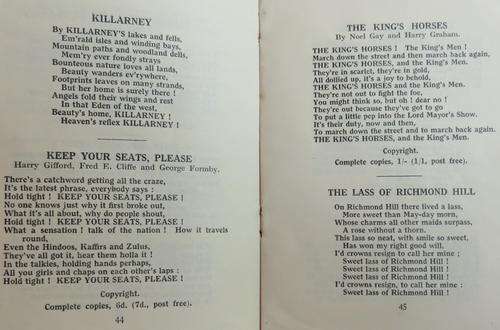 KILLARNEY
By KILLARNEY'S lakes and fells,
Em'rald isles and winding bays,
Mountain paths and woodland dells,
Mem'ry ever fondly strays
Bounteous nature loves all lands,
Beauty wanders ev'rywhere,
Footprints leaves on many strands,
But her home is surely there !
Angels fold their wings and rest
In that Eden of the west,
Beauty's home, KILLARNEY !
Heaven's reflex KILLARNEY !
KEEP YOUR SEATS, PLEASE
Harry Gifford, Fred E. Cliffe and George Formby.
There's a catchword getting all the craze,
It's the latest phrase, everybody says :
Hold tight ! KEEP YOUR SEATS, PLEASE !
No one knows just why it first broke out,
What it's all about, why do people shout,
Hold tight ! KEEP YOUR SEATS, PLEASE !
What a sensation ! talk of the nation ! How it travels
round,
Even the Hindoos, Kaffirs and Zulus,
They've all got it, hear them holla it !
In the talkies, holding hands perhaps,
All you girls and chaps on each other's laps :
Hold tight ! KEEP YOUR SEATS, PLEASE !
Copyright.
Complete copies, 6d. (7d., post free).
44
THE KING'S HORSES
By Noel Gay and Harry Graham.
THE KING'S HORSES ! The King's Men !
March down the street and then march back again,
THE KING'S HORSES, and the King's Men.
They're in scarlet, they're in gold,
All dollied up, it's a joy to behold,
THE KING'S HORSES and the King's Men.
They're not out to fight the foe,
You might think so, but oh ! dear no !
They're out because they've got to go
To put a little pep into the Lord Mayor's Show.
It's their duty, now and then,
To march down the street and to march back again.
THE KING'S HORSES, and the King's Men.
Copyright.
Complete copies, 1/- (1/1, post free).
THE LASS OF RICHMOND HILL
On Richmond Hill there lived a lass,
More sweet than May-day morn,
Whose charms all other maids surpass,
A rose without a thorn.
This lass so neat, with smile so sweet,
Has won my right good will,
I'd crowns resign to call her mine ;
Sweet lass of Richmond Hill !
Sweet lass of Richmond Hill !
Sweet lass of Richmond Hill !
I'd crowns resign, to call her mine ;
Sweet lass of Richmond Hill !
45